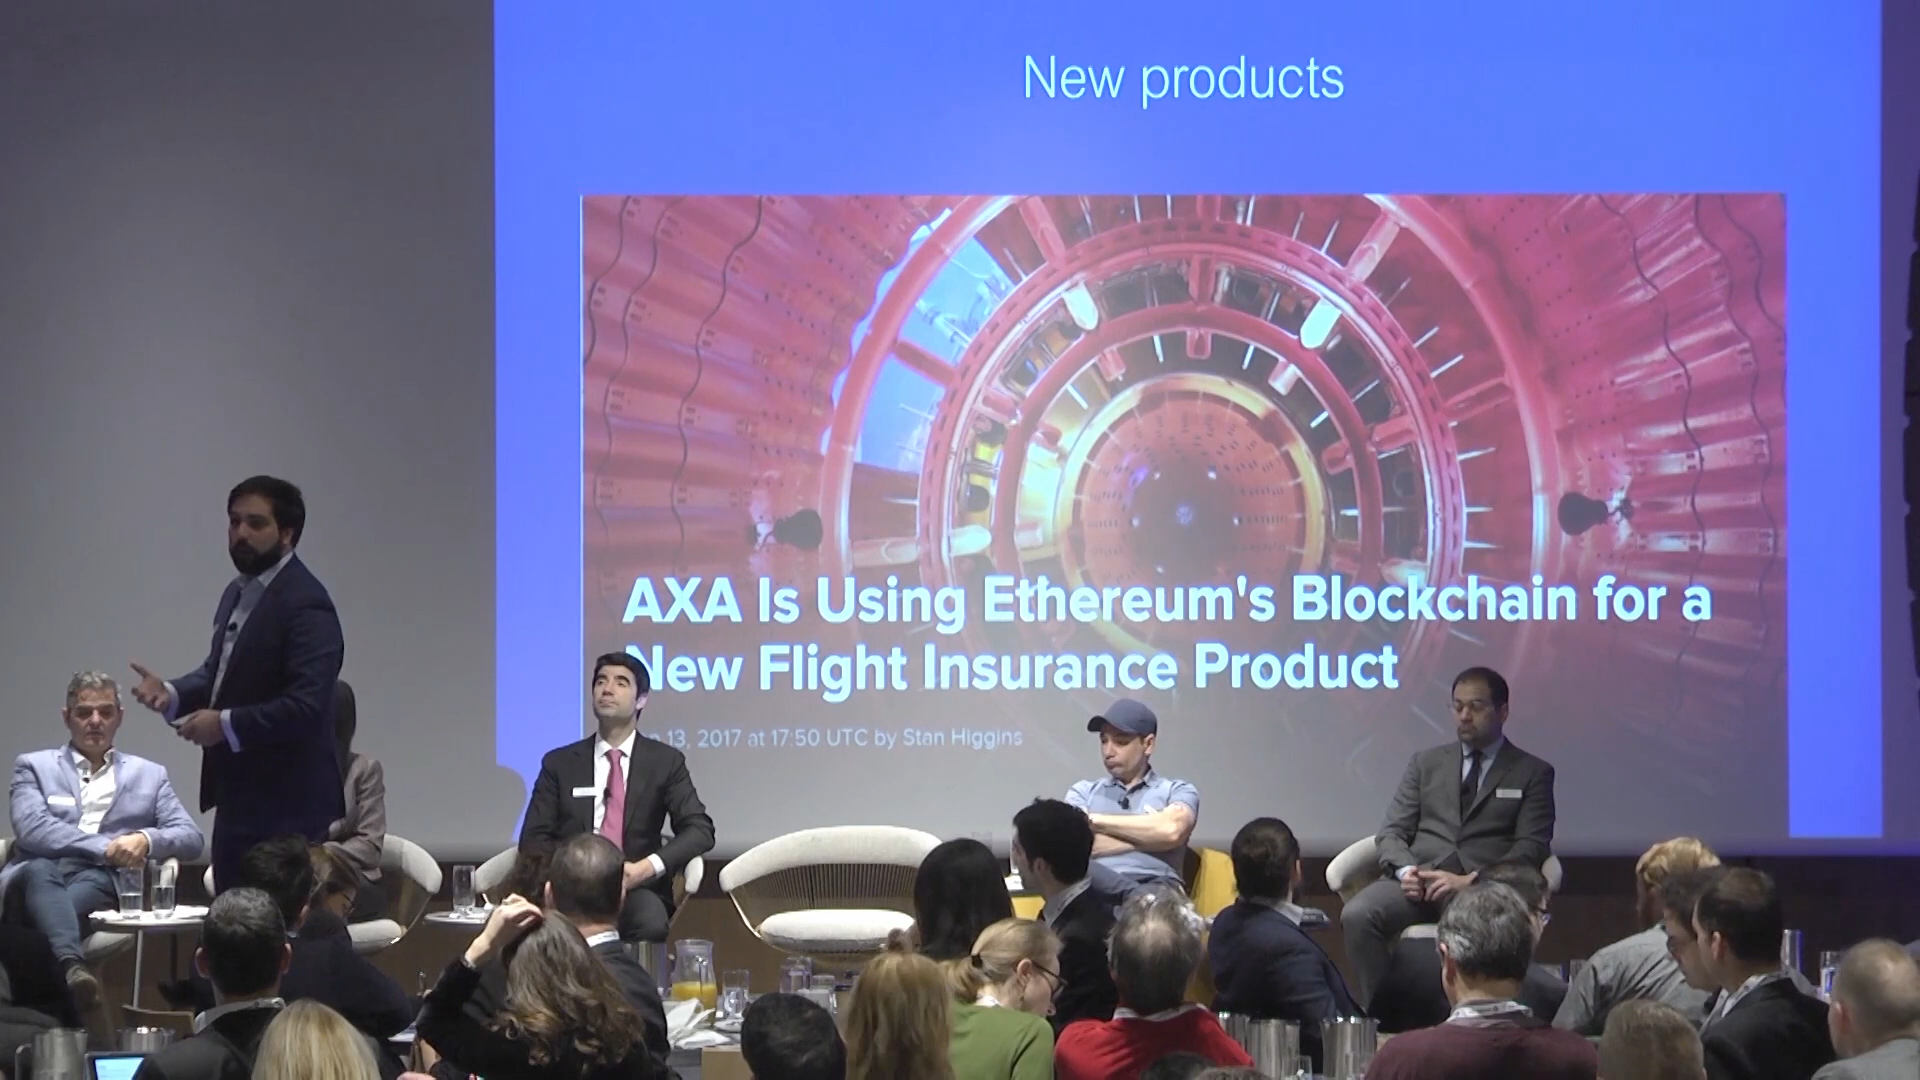 New products
AXA Is Using Ethereum's Blockchain for a
New Flight Insurance Product
13, 2017 at 17:50 UTC by Stan Higgins